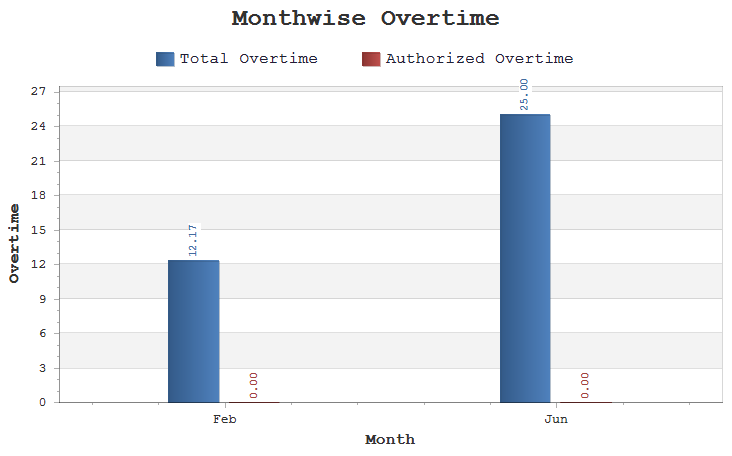 Monthwise Overtime
Total Overtime Authorized Overtime
27
24
21
18
15
12
9
6
3
0
Overtime
12.17
0.00
25.00
0.00
Feb Jun
Month